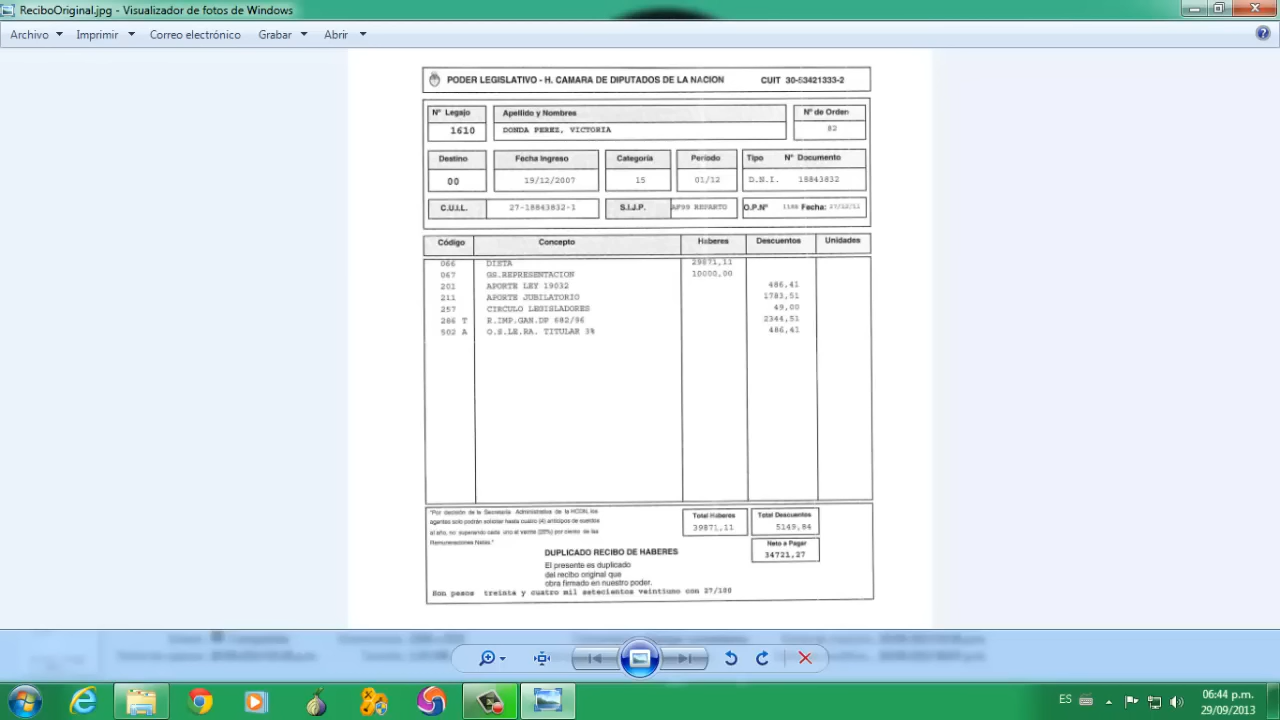 ReciboOriginal.jpg - Visualizador de fotos de Windows
Archivo Imprimir Correo electrónico Grabar Abrir
PODER LEGISLATIVO - H. CAMARA DE DIPUTADOS DE LA NACION CUIT 30-53421333-2
Nº Legajo Apellido y Nombres Nº de Orden
1610 DONDA PEREZ, VICTORIA 82
Destino Fecha Ingreso Categoría Período Tipo Nº Documento
00 19/12/2007 15 01/12 D.N.I. 18843832
C.U.I.L. 27-18843832-1 S.I.J.P. AF99 REPARTO O.P.Nº Fecha: 27/12/11
Código Concepto Haberes Descuentos Unidades
066 DIETA 29871,11
067 GS.REPRESENTACION 10000,00
201 APORTE LEY 19032 486,41
211 APORTE JUBILATORIO 1783,51
257 CIRCULO LEGISLADORES 49,00
286 T R.IMP.GAN.DP 682/96 2344,51
502 A O.S.LE.RA. TITULAR 3% 486,41
"Por decisión de la Secretaría Administrativa de la HCDN, los
agentes solo podrán solicitar hasta cuatro (4) anticipos de sueldos
al año, no superando cada uno el veinte (20%) por ciento de las
Remuneraciones Netas."
Total Haberes Total Descuentos
39871,11 5149,84
Neto a Pagar
34721,27
DUPLICADO RECIBO DE HABERES
El presente es duplicado
del recibo original que
obra firmado en nuestro poder.
Son pesos treinta y cuatro mil setecientos veintiuno con 27/100
ES 06:44 p.m.
29/09/2013